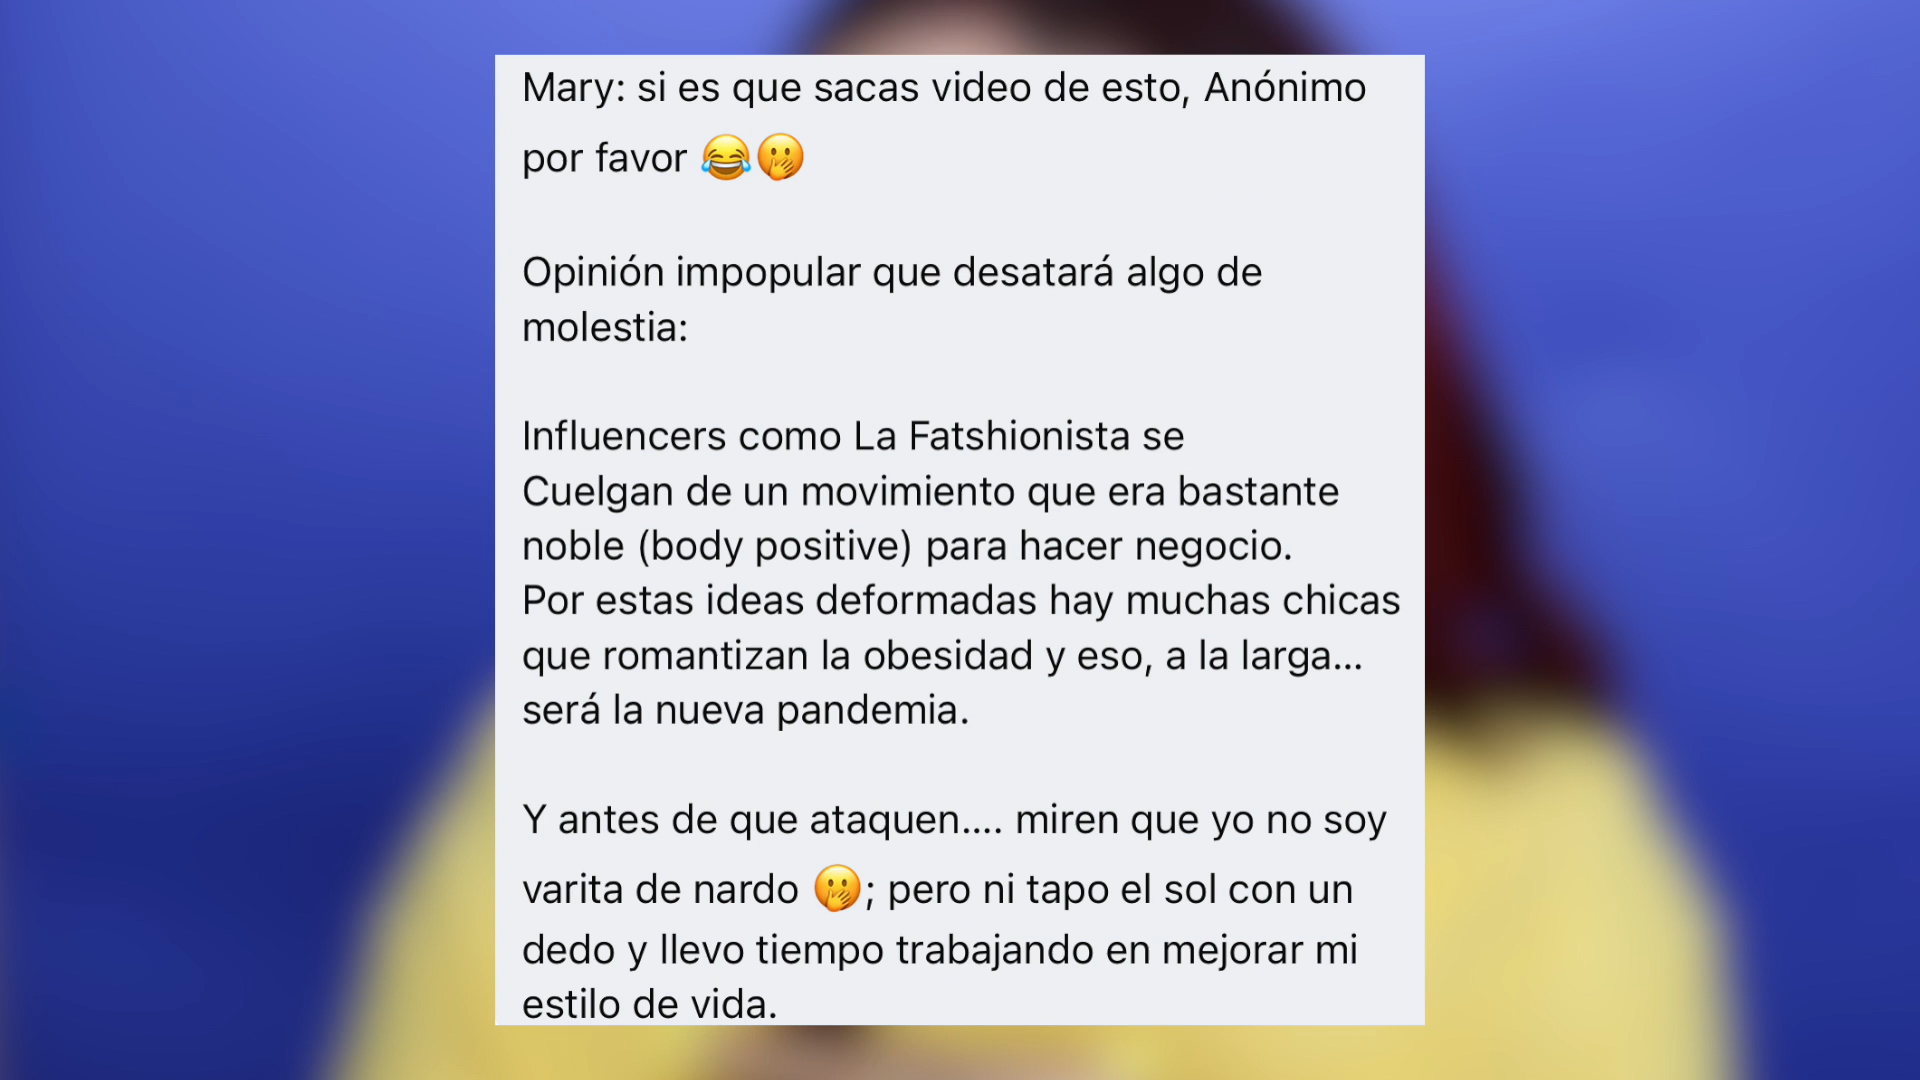 Mary: si es que sacas video de esto, Anónimo
por favor 😂🤭
Opinión impopular que desatará algo de
molestia:
Influencers como La Fatshionista se
Cuelgan de un movimiento que era bastante
noble (body positive) para hacer negocio.
Por estas ideas deformadas hay muchas chicas
que romantizan la obesidad y eso, a la larga...
será la nueva pandemia.
Y antes de que ataquen.... miren que yo no soy
varita de nardo 🤭; pero ni tapo el sol con un
dedo y llevo tiempo trabajando en mejorar mi
estilo de vida.